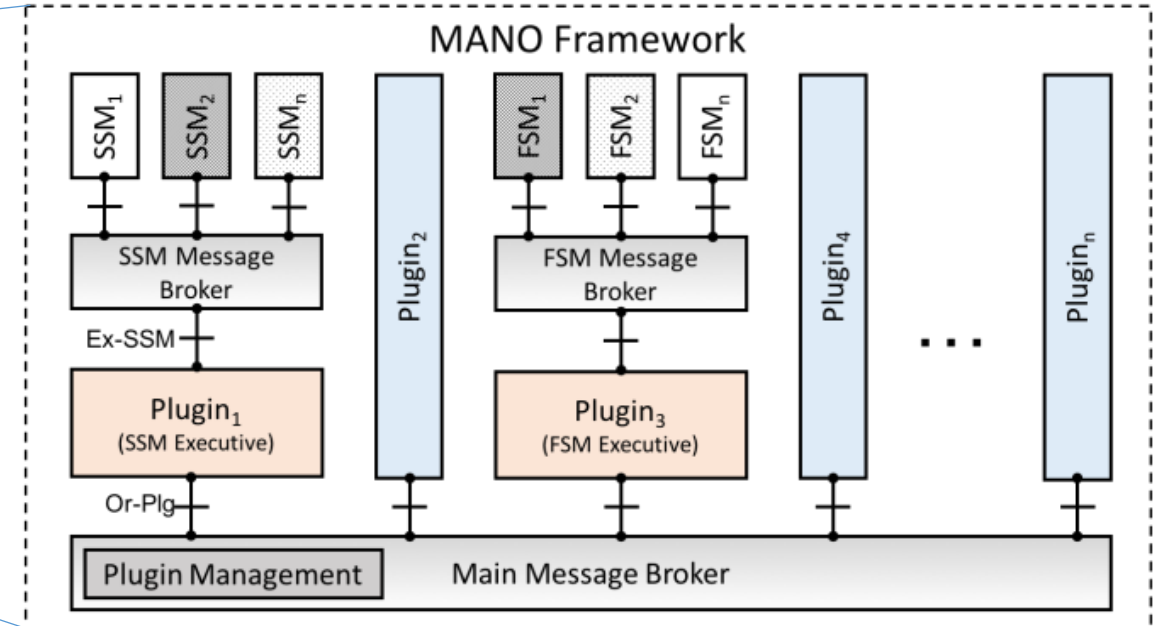 MANO Framework
SSM₁
SSM₂
SSMₙ
Plugin₂
FSM₁
FSM₂
FSMₙ
Plugin₄
Pluginₙ
SSM Message
Broker
FSM Message
Broker
Ex-SSM
. . .
Plugin₁
(SSM Executive)
Plugin₃
(FSM Executive)
Or-Plg
Plugin Management
Main Message Broker